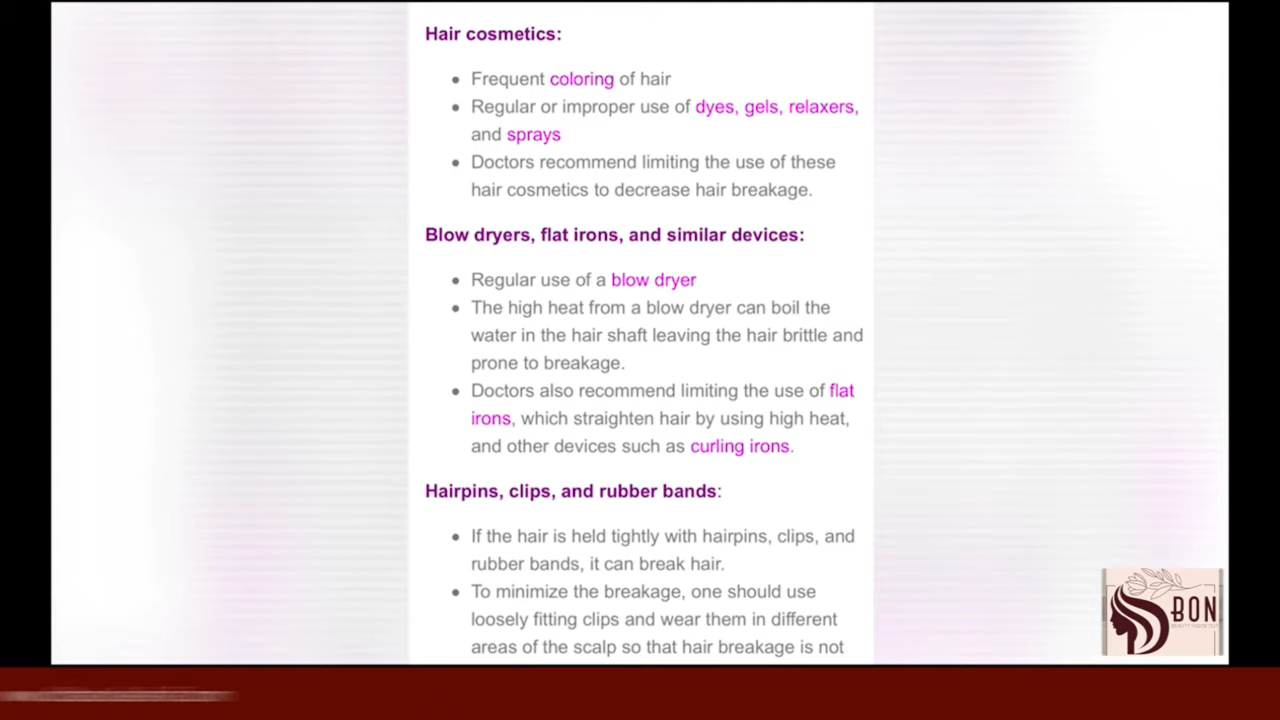 Hair cosmetics:
Frequent coloring of hair
Regular or improper use of dyes, gels, relaxers,
and sprays
Doctors recommend limiting the use of these
hair cosmetics to decrease hair breakage.
Blow dryers, flat irons, and similar devices:
Regular use of a blow dryer
The high heat from a blow dryer can boil the
water in the hair shaft leaving the hair brittle and
prone to breakage.
Doctors also recommend limiting the use of flat
irons, which straighten hair by using high heat,
and other devices such as curling irons.
Hairpins, clips, and rubber bands:
If the hair is held tightly with hairpins, clips, and
rubber bands, it can break hair.
To minimize the breakage, one should use
loosely fitting clips and wear them in different
areas of the scalp so that hair breakage is not
BON